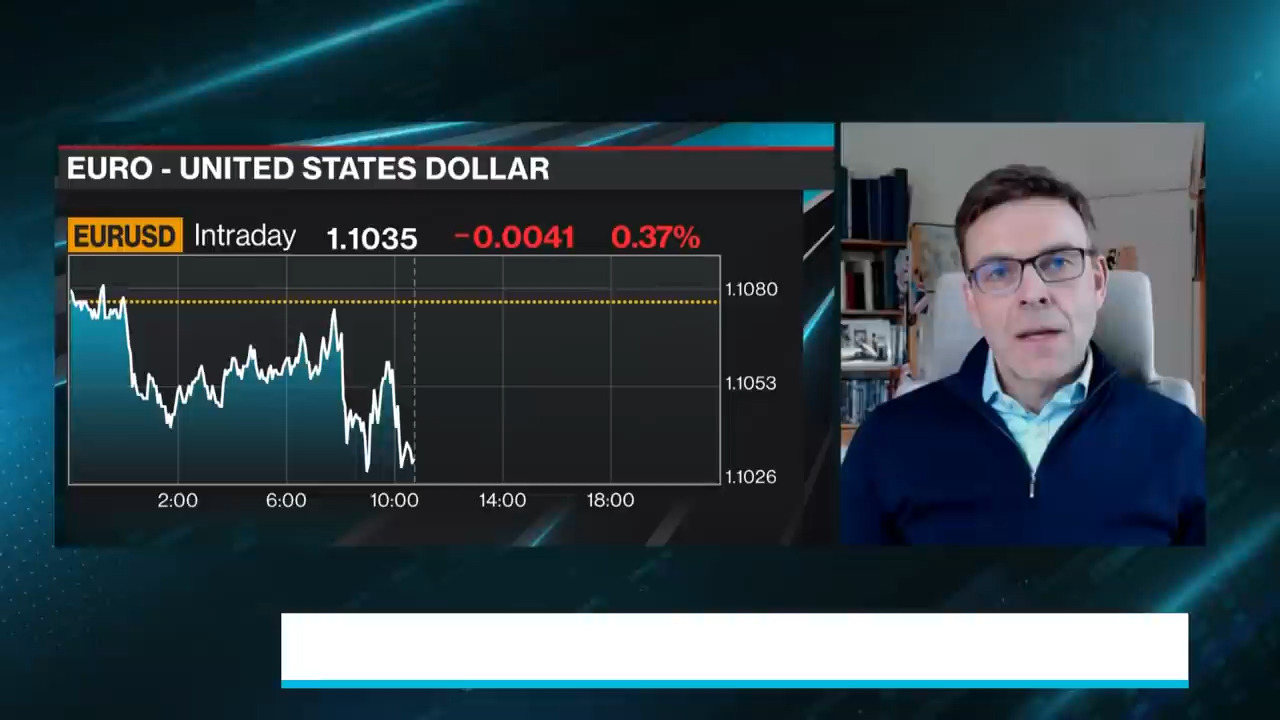 EURO - UNITED STATES DOLLAR
EURUSD Intraday 1.1035 -0.0041 0.37%
1.1080
1.1053
1.1026
2:00 6:00 10:00 14:00 18:00